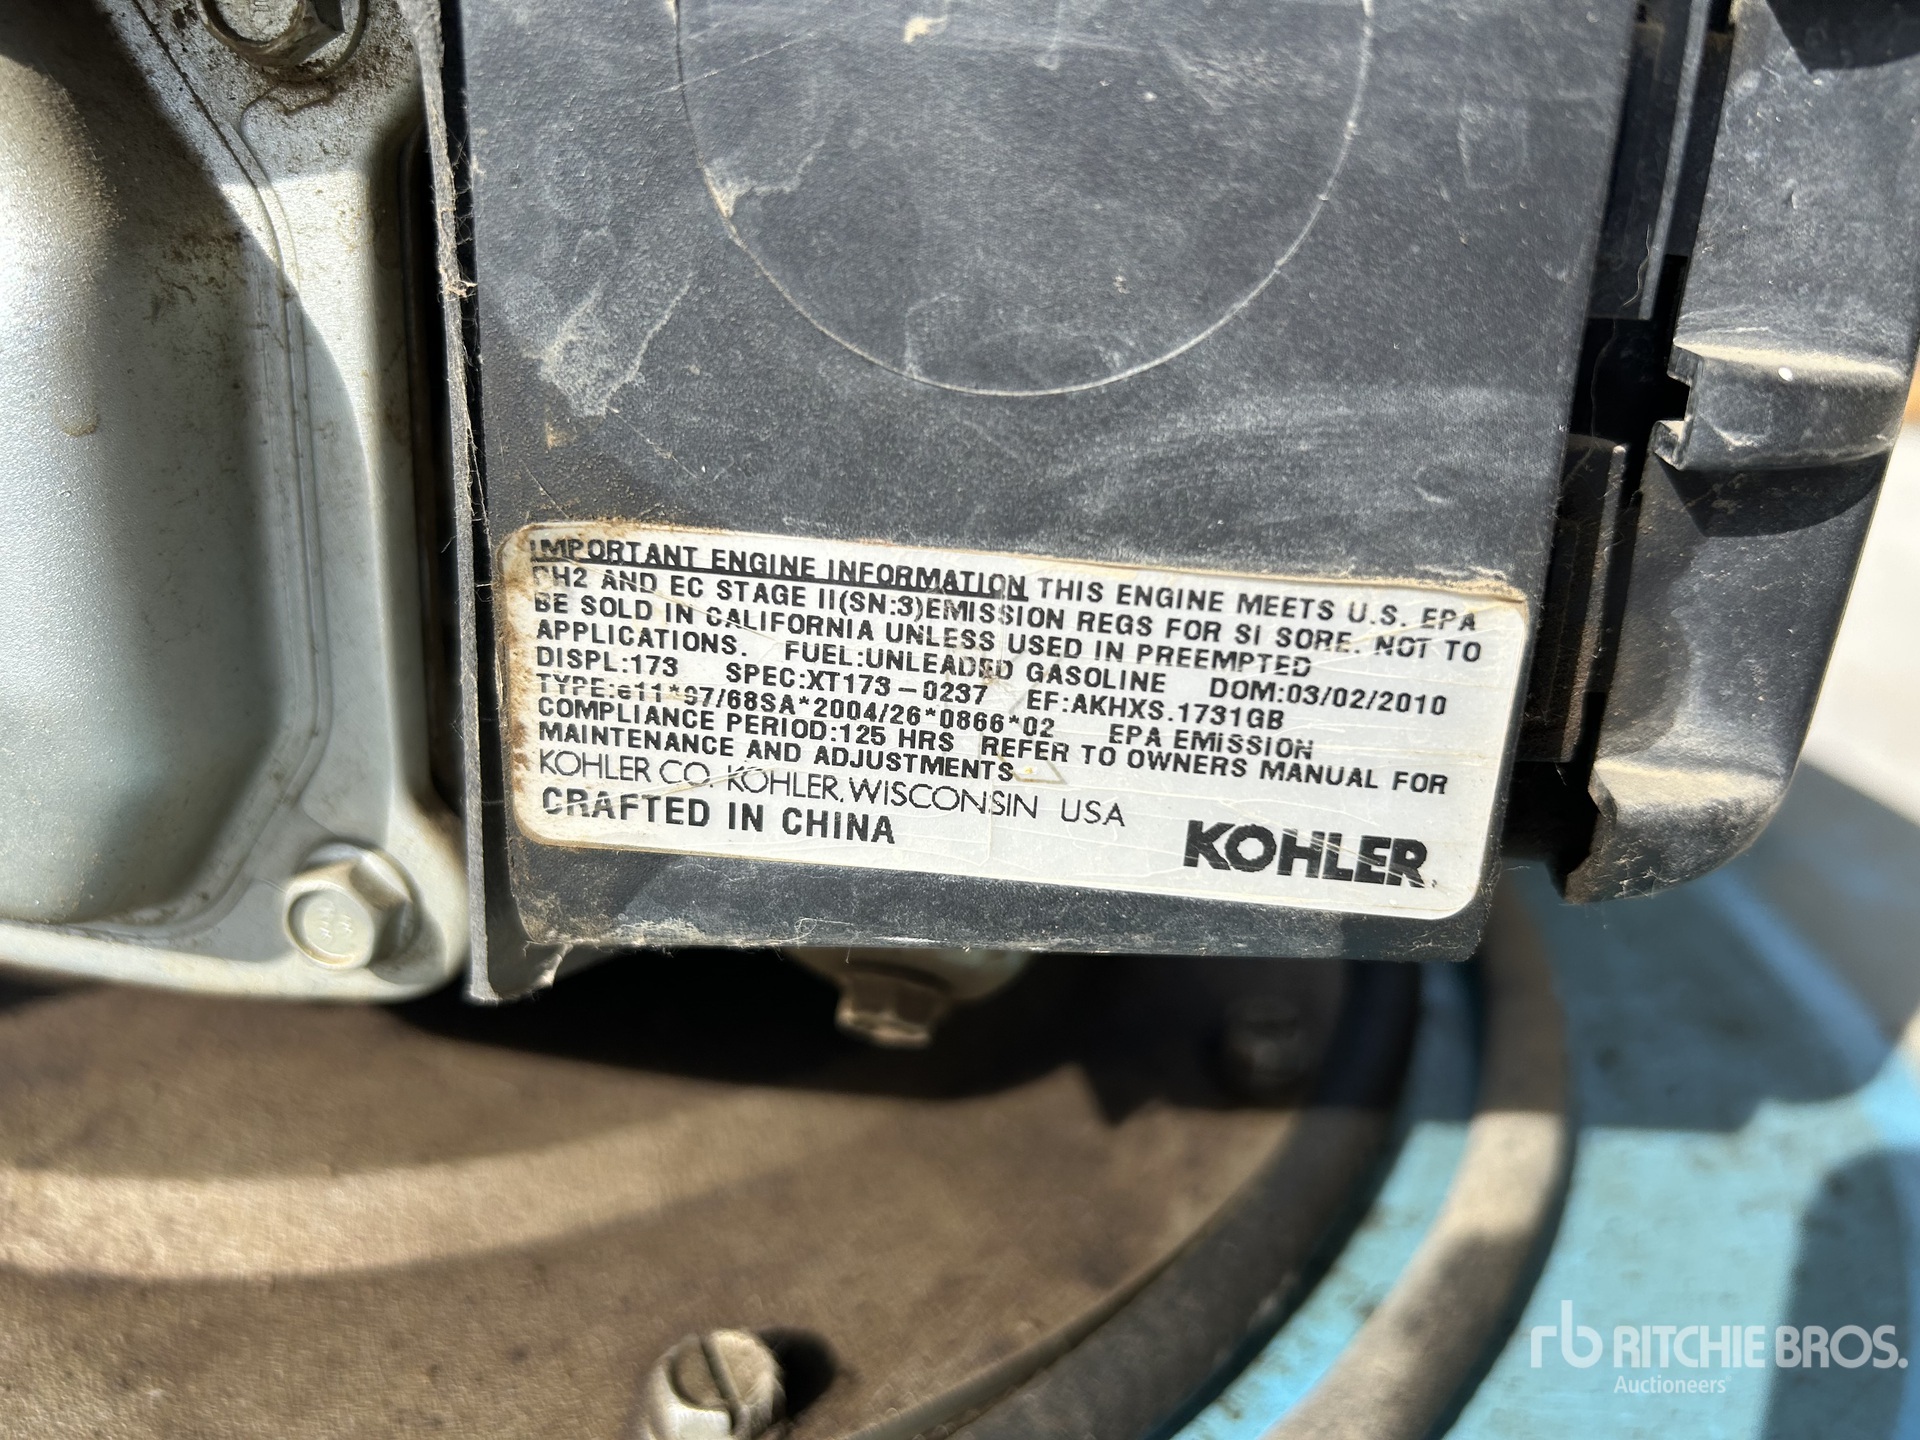 IMPORTANT ENGINE INFORMATION THIS ENGINE MEETS U.S. EPA
PH2 AND EC STAGE II(SN:3)EMISSION REGS FOR SI SORE. NOT TO
BE SOLD IN CALIFORNIA UNLESS USED IN PREEMPTED
APPLICATIONS. FUEL:UNLEADED GASOLINE DOM:03/02/2010
DISPL:173 SPEC:XT173-0237 EF:AKHXS.1731GB
TYPE:e11*97/68SA*2004/26*0866*02 EPA EMISSION
COMPLIANCE PERIOD:125 HRS REFER TO OWNERS MANUAL FOR
MAINTENANCE AND ADJUSTMENTS
KOHLER CO. KOHLER, WISCONSIN USA
CRAFTED IN CHINA
KOHLER.
rb RITCHIE BROS.
Auctioneers